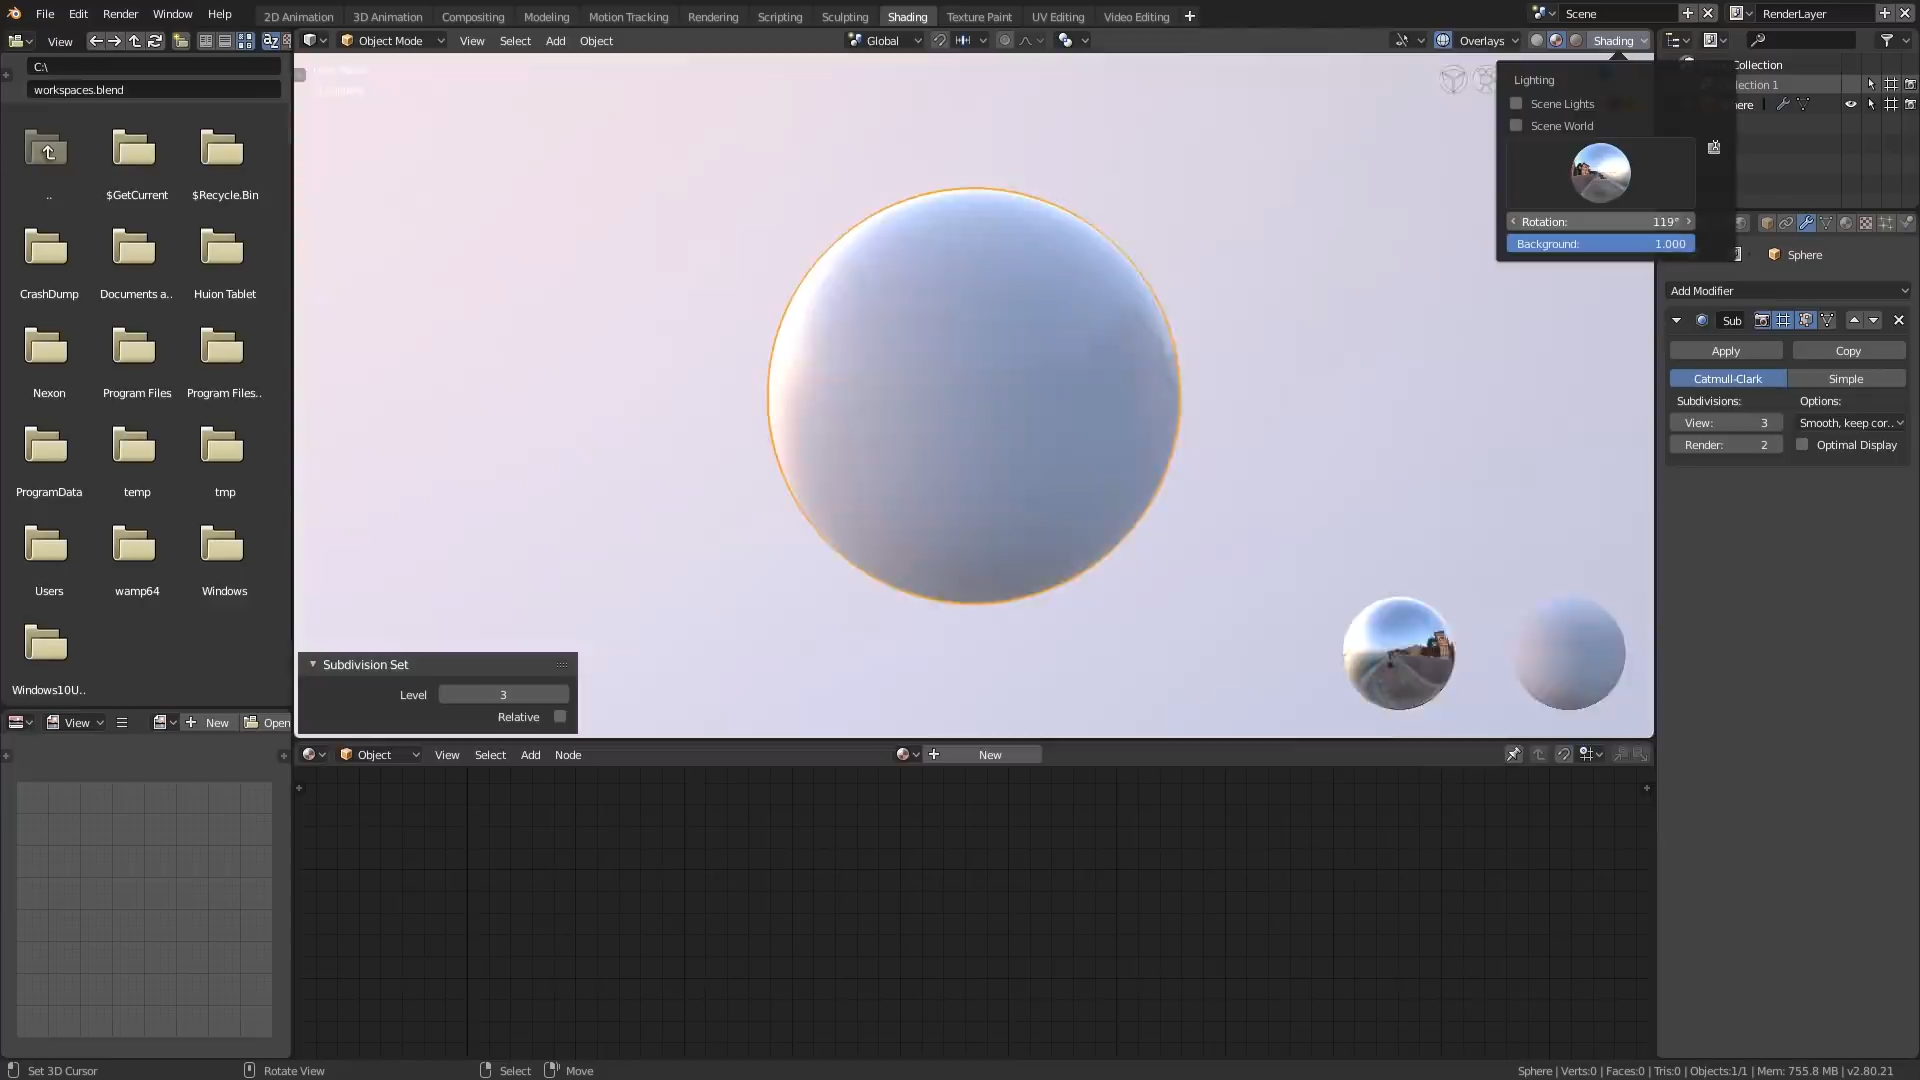 File Edit Render Window Help
2D Animation 3D Animation Compositing Modeling Motion Tracking Rendering Scripting Sculpting Shading Texture Paint UV Editing Video Editing
Scene
RenderLayer
View
Object Mode View Select Add Object
Global
Overlays
Shading
C:\
workspaces.blend
..
$GetCurrent
$Recycle.Bin
CrashDump
Documents a..
Huion Tablet
Nexon
Program Files
Program Files..
ProgramData
temp
tmp
Users
wamp64
Windows
Windows10U..
Lighting
Scene Lights
Scene World
Rotation: 119°
Background: 1.000
Collection
llection 1
here
Sphere
Add Modifier
Sub
Apply Copy
Catmull-Clark Simple
Subdivisions: Options:
View: 3 Smooth, keep cor..
Render: 2 Optimal Display
Subdivision Set
Level 3
Relative
View New Open
Object View Select Add Node
New
Set 3D Cursor
Rotate View
Select
Move
Sphere | Verts:0 | Faces:0 | Tris:0 | Objects:1/1 | Mem: 755.8 MB | v2.80.21